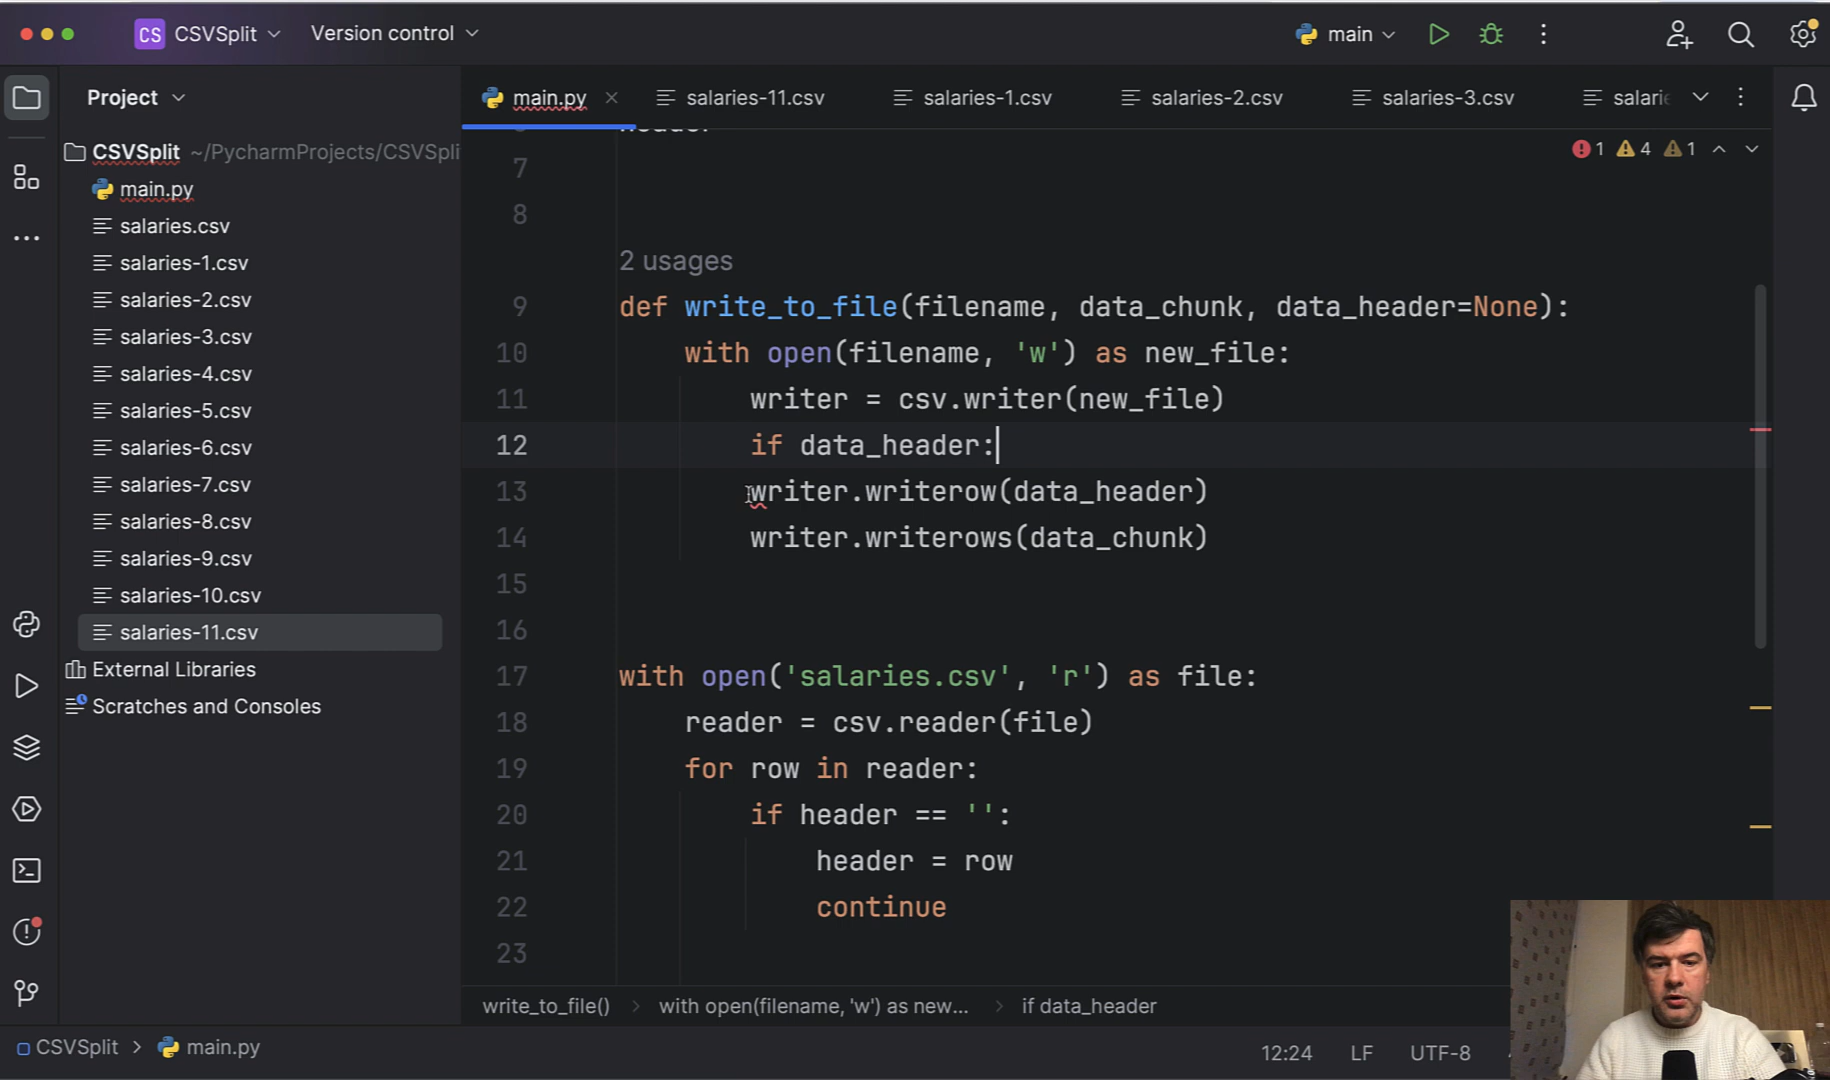 CS CSVSplit Version control main
Project
main.py salaries-11.csv salaries-1.csv salaries-2.csv salaries-3.csv
CSVSplit ~/PycharmProjects/CSVSpli
main.py
salaries.csv
salaries-1.csv
salaries-2.csv
salaries-3.csv
salaries-4.csv
salaries-5.csv
salaries-6.csv
salaries-7.csv
salaries-8.csv
salaries-9.csv
salaries-10.csv
salaries-11.csv
External Libraries
Scratches and Consoles
1 4 1
7
8
2 usages
9 def write_to_file(filename, data_chunk, data_header=None):
10 with open(filename, 'w') as new_file:
11 writer = csv.writer(new_file)
12 if data_header:
13 writer.writerow(data_header)
14 writer.writerows(data_chunk)
15
16
17 with open('salaries.csv', 'r') as file:
18 reader = csv.reader(file)
19 for row in reader:
20 if header == '':
21 header = row
22 continue
23
write_to_file() > with open(filename, 'w') as new... > if data_header
CSVSplit > main.py
12:24 LF UTF-8